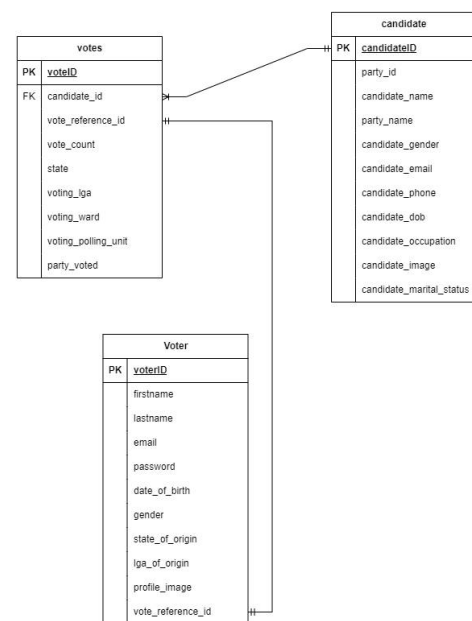 votes
PK voteID
FK candidate_id
vote_reference_id
vote_count
state
voting_lga
voting_ward
voting_polling_unit
party_voted
candidate
PK candidateID
party_id
candidate_name
party_name
candidate_gender
candidate_email
candidate_phone
candidate_dob
candidate_occupation
candidate_image
candidate_marital_status
Voter
PK voterID
firstname
lastname
email
password
date_of_birth
gender
state_of_origin
lga_of_origin
profile_image
vote_reference_id